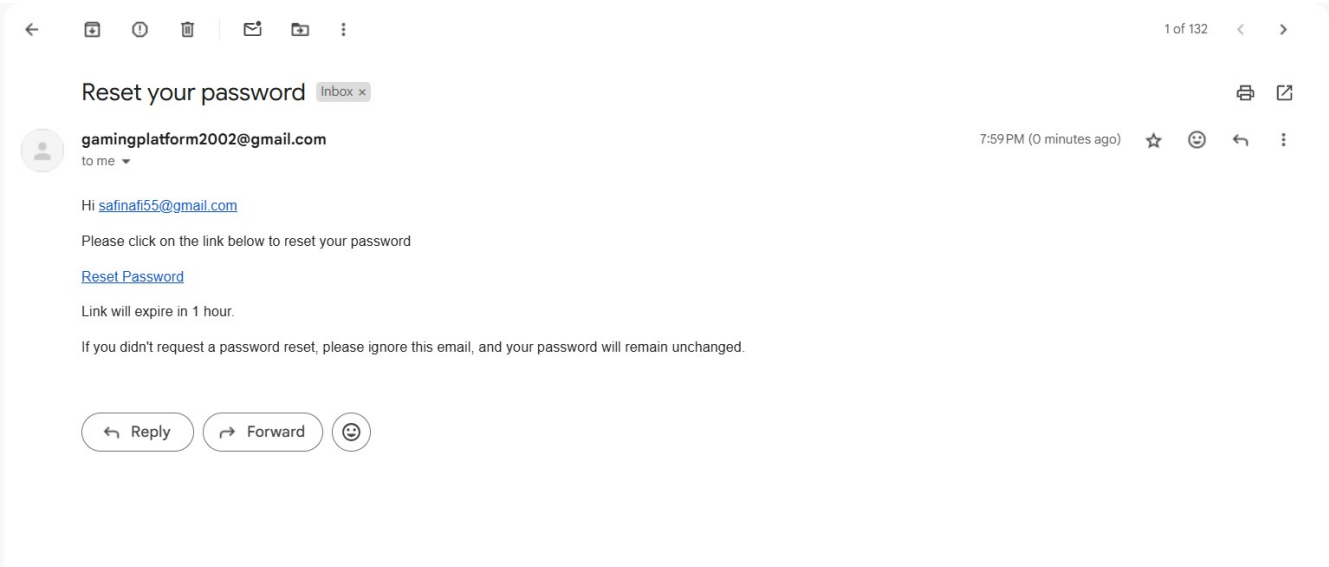 1 of 132
Reset your password Inbox ×
gamingplatform2002@gmail.com 7:59 PM (0 minutes ago)
to me
Hi safinafi55@gmail.com
Please click on the link below to reset your password
Reset Password
Link will expire in 1 hour.
If you didn't request a password reset, please ignore this email, and your password will remain unchanged.
Reply Forward